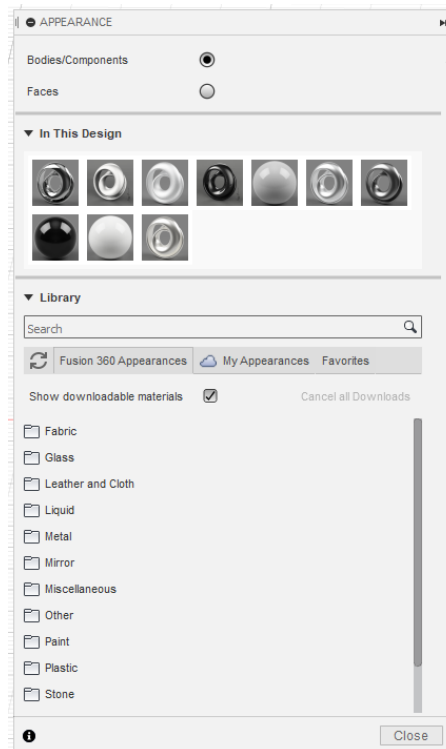 APPEARANCE
Bodies/Components
Faces
In This Design
Library
Search
Fusion 360 Appearances My Appearances Favorites
Show downloadable materials Cancel all Downloads
Fabric
Glass
Leather and Cloth
Liquid
Metal
Mirror
Miscellaneous
Other
Paint
Plastic
Stone
Close